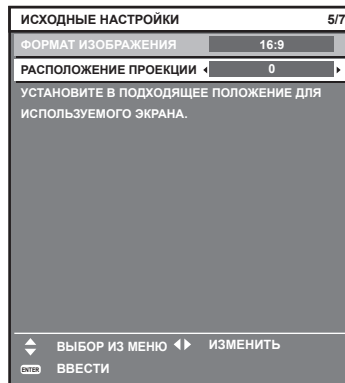 ИСХОДНЫЕ НАСТРОЙКИ 5/7
ФОРМАТ ИЗОБРАЖЕНИЯ 16:9
РАСПОЛОЖЕНИЕ ПРОЕКЦИИ 0
УСТАНОВИТЕ В ПОДХОДЯЩЕЕ ПОЛОЖЕНИЕ ДЛЯ
ИСПОЛЬЗУЕМОГО ЭКРАНА.
ВЫБОР ИЗ МЕНЮ ИЗМЕНИТЬ
ENTER ВВЕСТИ